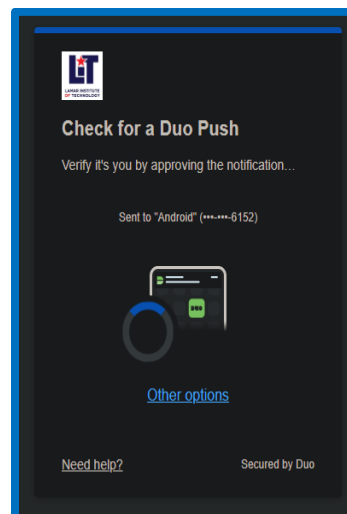 LiT
LAMAR INSTITUTE
OF TECHNOLOGY
Check for a Duo Push
Verify it's you by approving the notification...
Sent to "Android" (•••-•••-6152)
DUO
Other options
Need help?
Secured by Duo